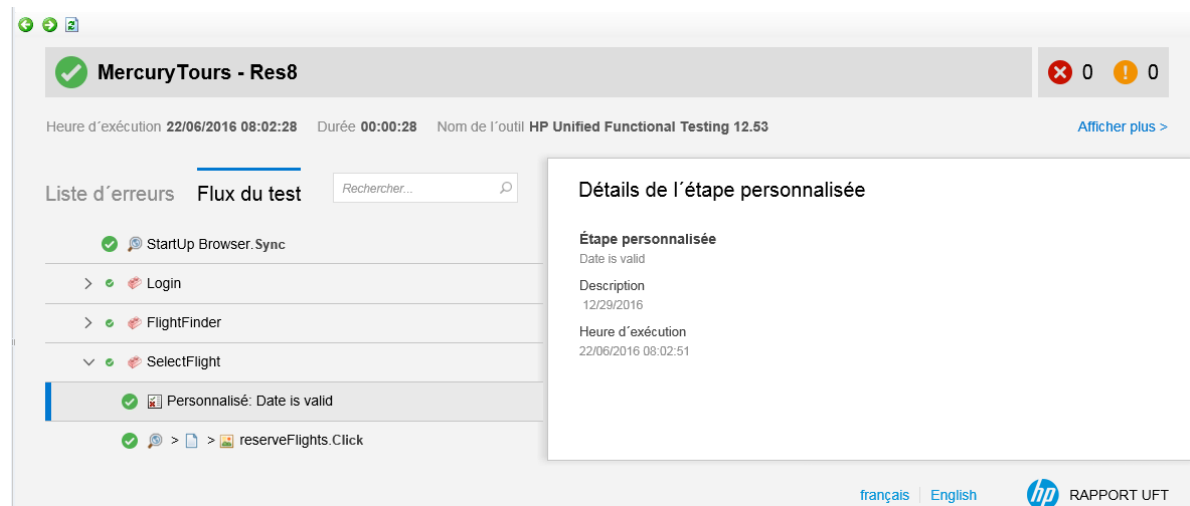 MercuryTours - Res8
0
0
Heure d´exécution 22/06/2016 08:02:28 Durée 00:00:28 Nom de l´outil HP Unified Functional Testing 12.53
Afficher plus >
Liste d´erreurs
Flux du test
Rechercher...
StartUp Browser.Sync
Login
FlightFinder
SelectFlight
Personnalisé: Date is valid
> > reserveFlights.Click
Détails de l´étape personnalisée
Étape personnalisée
Date is valid
Description
12/29/2016
Heure d´exécution
22/06/2016 08:02:51
français English
hp RAPPORT UFT